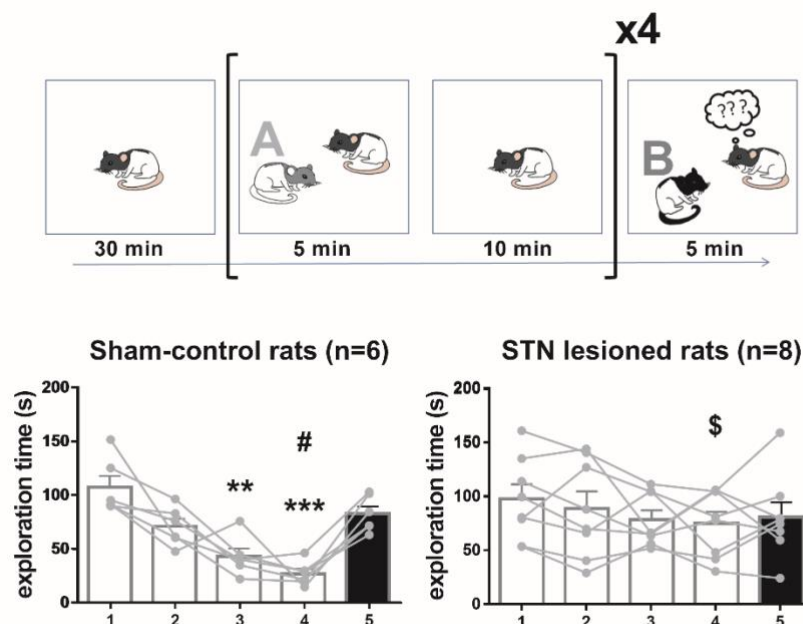 x4
A
B
???
30 min
5 min
10 min
5 min
Sham-control rats (n=6)
STN lesioned rats (n=8)
exploration time (s)
200
150
100
50
0
**
#
***
1
2
3
4
5
exploration time (s)
200
150
100
50
0
$
1
2
3
4
5